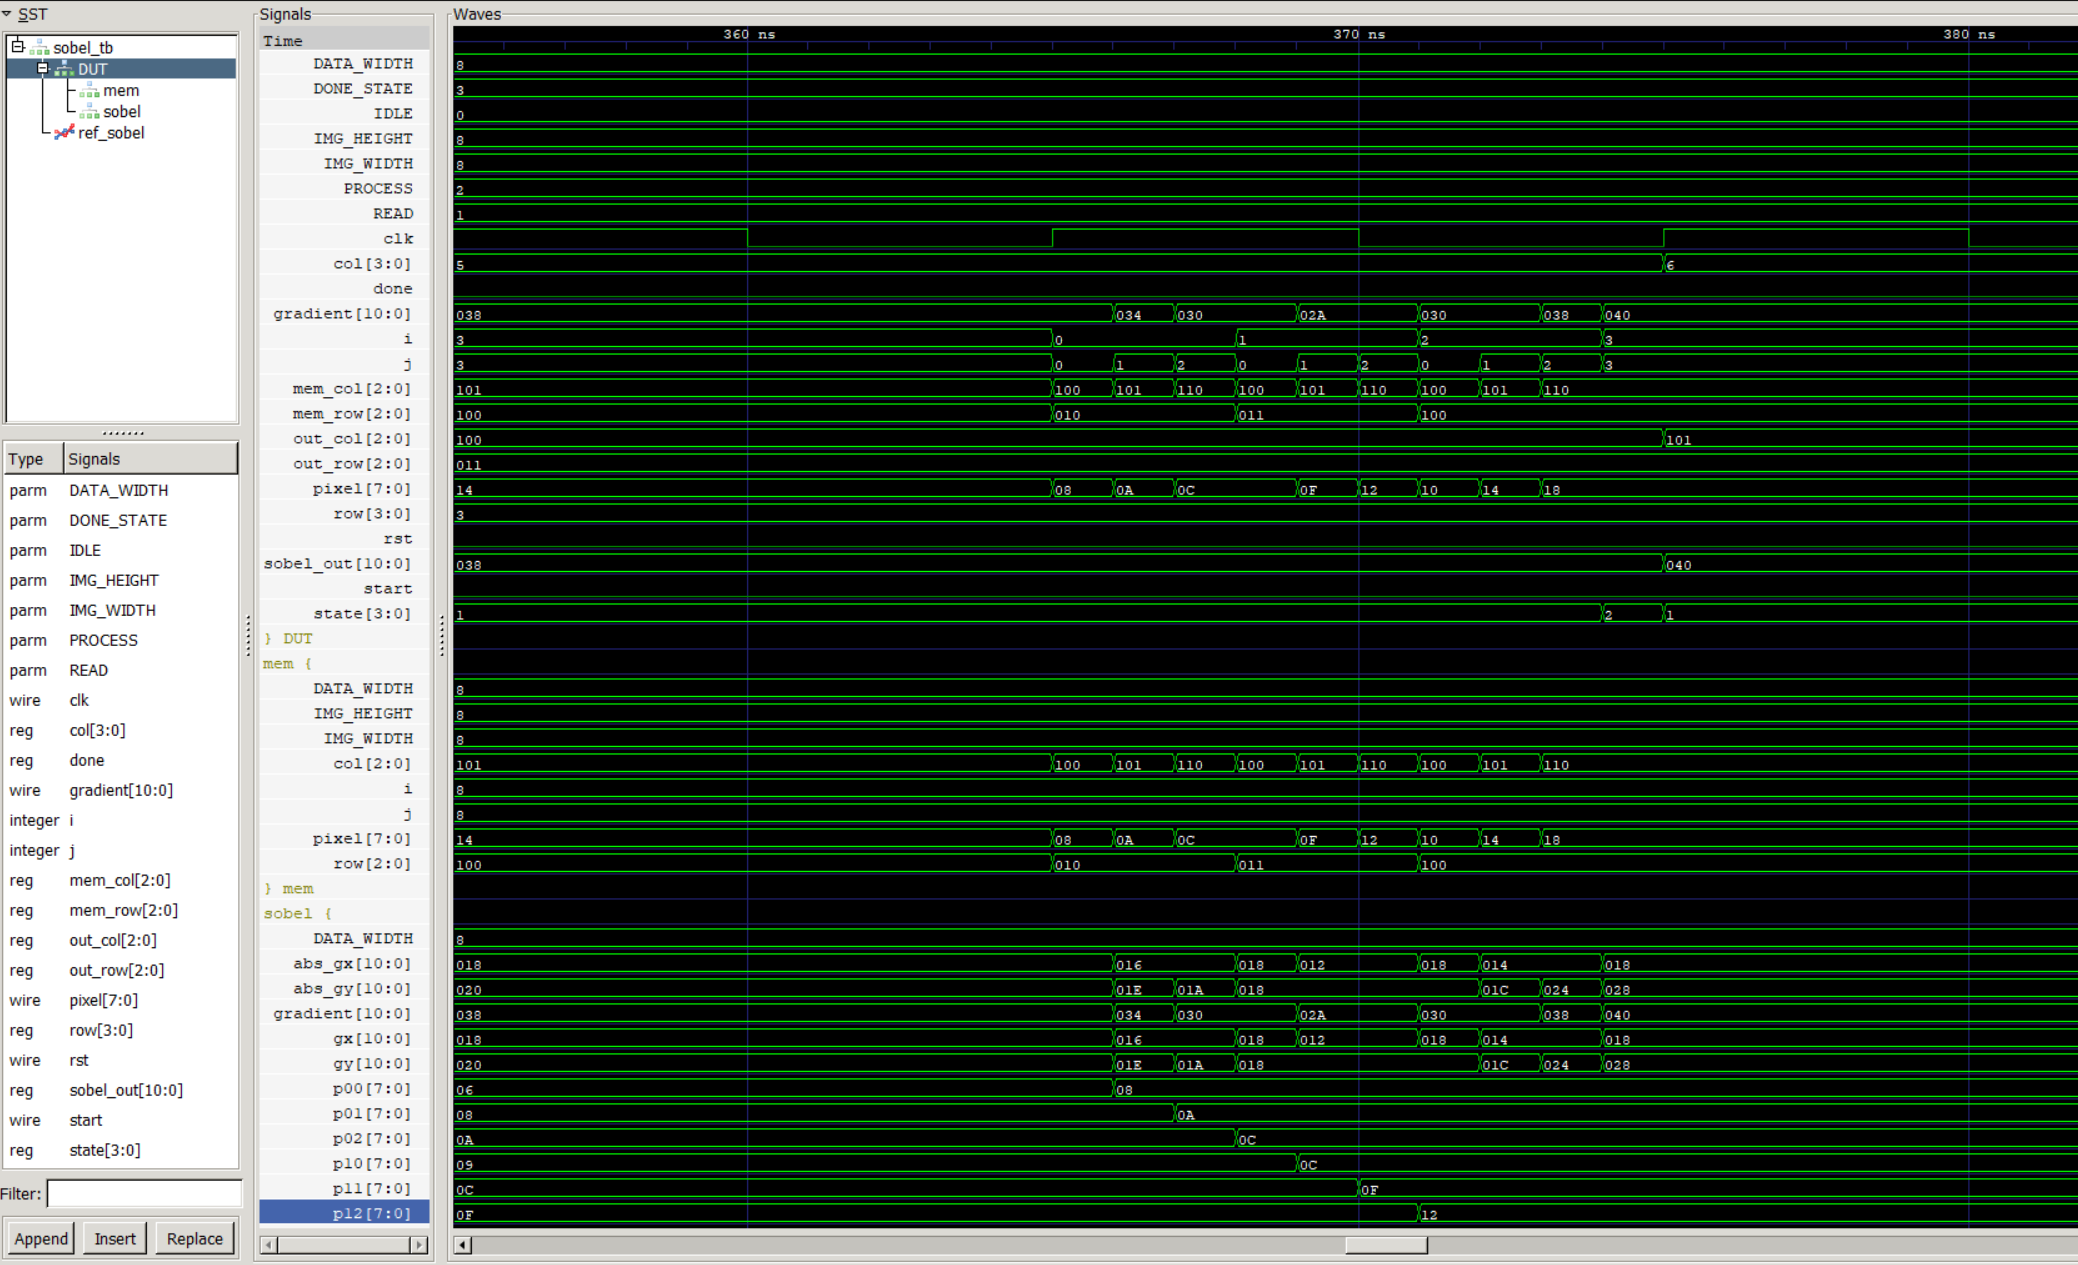 SST
sobel_tb
DUT
mem
sobel
ref_sobel
Type Signals
parm DATA_WIDTH
parm DONE_STATE
parm IDLE
parm IMG_HEIGHT
parm IMG_WIDTH
parm PROCESS
parm READ
wire clk
reg col[3:0]
reg done
wire gradient[10:0]
integer i
integer j
reg mem_col[2:0]
reg mem_row[2:0]
reg out_col[2:0]
reg out_row[2:0]
wire pixel[7:0]
reg row[3:0]
wire rst
reg sobel_out[10:0]
wire start
reg state[3:0]
Filter:
Append Insert Replace
Signals Waves
Time 360 ns 370 ns 380 ns
DATA_WIDTH 8
DONE_STATE 3
IDLE 0
IMG_HEIGHT 8
IMG_WIDTH 8
PROCESS 2
READ 1
clk
col[3:0] 5 6
done
gradient[10:0] 038 034 030 02A 030 038 040
i 3 0 1 2 3
j 3 0 1 2 0 1 2 0 1 2 3
mem_col[2:0] 101 100 101 110 100 101 110 100 101 110
mem_row[2:0] 100 010 011 100
out_col[2:0] 100 101
out_row[2:0] 011
pixel[7:0] 14 08 0A 0C 0F 12 10 14 18
row[3:0] 3
rst
sobel_out[10:0] 038 040
start
state[3:0] 1 2 1
} DUT
mem {
DATA_WIDTH 8
IMG_HEIGHT 8
IMG_WIDTH 8
col[2:0] 101 100 101 110 100 101 110 100 101 110
i 8
j 8
pixel[7:0] 14 08 0A 0C 0F 12 10 14 18
row[2:0] 100 010 011 100
} mem
sobel {
DATA_WIDTH 8
abs_gx[10:0] 018 016 018 012 018 014 018
abs_gy[10:0] 020 01E 01A 018 01C 024 028
gradient[10:0] 038 034 030 02A 030 038 040
gx[10:0] 018 016 018 012 018 014 018
gy[10:0] 020 01E 01A 018 01C 024 028
p00[7:0] 06 08
p01[7:0] 08 0A
p02[7:0] 0A 0C
p10[7:0] 09 0C
p11[7:0] 0C 0F
p12[7:0] 0F 12